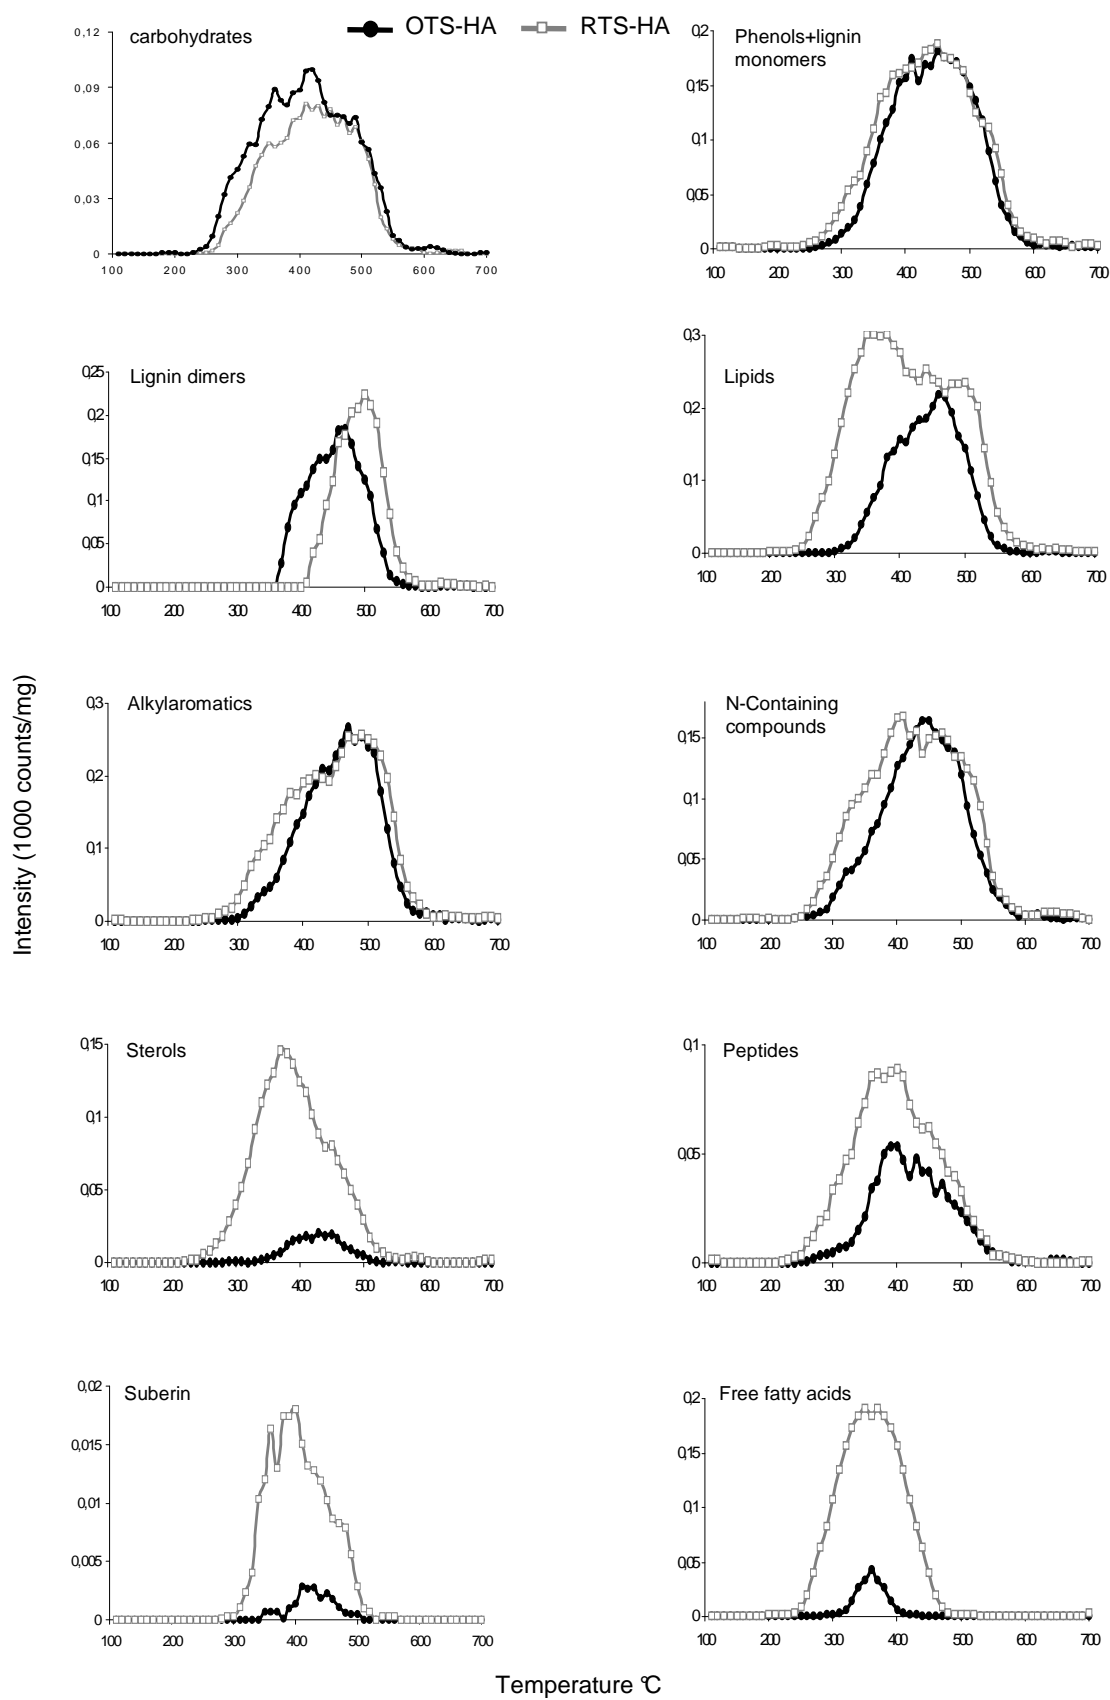 OTS-HA RTS-HA
carbohydrates
0,12
0,09
0,06
0,03
0
100 200 300 400 500 600 700
Phenols+lignin
monomers
0,2
0,15
0,1
0,05
0
100 200 300 400 500 600 700
Lignin dimers
0,25
0,2
0,15
0,1
0,05
0
100 200 300 400 500 600 700
Lipids
0,3
0,2
0,1
0
100 200 300 400 500 600 700
Intensity (1000 counts/mg)
Alkylaromatics
0,3
0,2
0,1
0
100 200 300 400 500 600 700
N-Containing
compounds
0,15
0,1
0,05
0
100 200 300 400 500 600 700
Sterols
0,15
0,1
0,05
0
100 200 300 400 500 600 700
Peptides
0,1
0,05
0
100 200 300 400 500 600 700
Suberin
0,02
0,015
0,01
0,005
0
100 200 300 400 500 600 700
Free fatty acids
0,2
0,15
0,1
0,05
0
100 200 300 400 500 600 700
Temperature °C